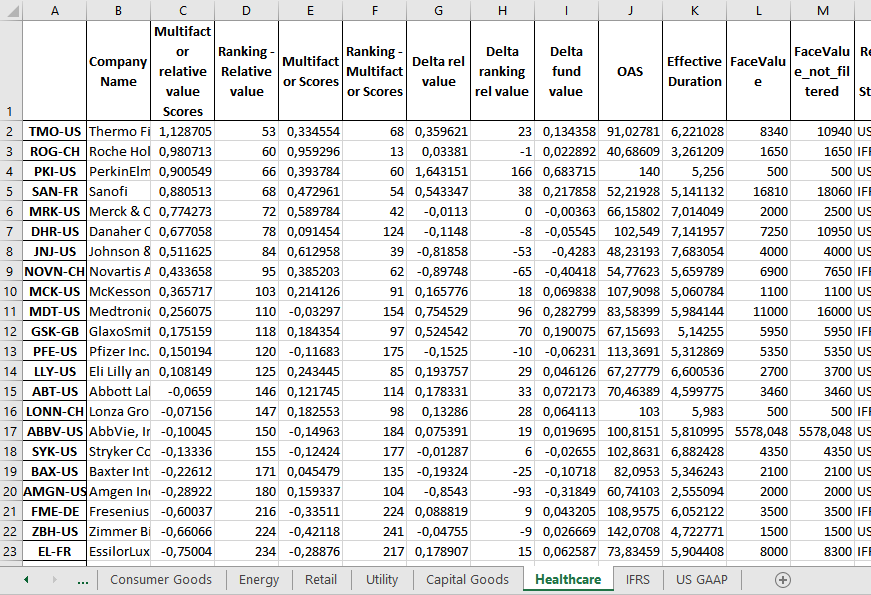 A B C D E F G H I J K L M
1 Company Name Multifactor relative value Scores Ranking - Relative value Multifactor Scores Ranking - Multifactor Scores Delta rel value Delta ranking rel value Delta fund value OAS Effective Duration FaceValue FaceValue_not_filtered
2 TMO-US Thermo Fi 1,128705 53 0,334554 68 0,359621 23 0,134358 91,02781 6,221028 8340 10940 US
3 ROG-CH Roche Hol 0,980713 60 0,959296 13 0,03381 -1 0,022892 40,68609 3,261209 1650 1650 IFF
4 PKI-US PerkinElm 0,900549 66 0,393784 60 1,643151 166 0,683715 140 5,256 500 500 US
5 SAN-FR Sanofi 0,880513 68 0,472961 54 0,543347 38 0,217858 52,21928 5,141132 16810 18060 IFF
6 MRK-US Merck & C 0,774273 72 0,589784 42 -0,0113 0 -0,00363 66,15802 7,014049 2000 2500 US
7 DHR-US Danaher C 0,677058 78 0,091454 124 -0,1148 -8 -0,05545 102,549 7,141957 7250 10950 US
8 JNJ-US Johnson & 0,511625 84 0,612958 39 -0,81858 -53 -0,4283 48,23193 7,683054 4000 4000 US
9 NOVN-CH Novartis A 0,433658 95 0,385203 62 -0,89748 -65 -0,40418 54,77623 5,659789 6900 7650 IFF
10 MCK-US McKesson 0,365717 103 0,214126 91 0,165776 18 0,069838 107,9098 5,060784 1100 1100 US
11 MDT-US Medtronic 0,256075 110 -0,03297 154 0,754529 96 0,282799 83,58399 5,984144 11000 16000 US
12 GSK-GB GlaxoSmit 0,175159 118 0,184354 97 0,524542 70 0,190075 67,15693 5,14255 5950 5950 IFF
13 PFE-US Pfizer Inc. 0,150194 120 -0,11683 175 -0,1525 -10 -0,06231 113,3691 5,312869 5350 5350 US
14 LLY-US Eli Lilly an 0,108149 125 0,243445 85 0,193757 29 0,046126 67,27779 6,600536 2700 3700 US
15 ABT-US Abbott Lal -0,0659 146 0,121745 114 0,178331 33 0,072173 70,46389 4,599775 3460 3460 US
16 LONN-CH Lonza Gro -0,07156 147 0,182553 98 0,13286 28 0,064113 103 5,983 500 500 IFF
17 ABBV-US AbbVie, Ir -0,10045 150 -0,14963 184 0,075391 19 0,019695 100,8151 5,810995 5578,048 5578,048 US
18 SYK-US Stryker Co -0,13336 155 -0,12424 177 -0,01287 6 -0,02655 102,8631 6,882428 4350 4350 US
19 BAX-US Baxter Int -0,22612 171 0,045479 135 -0,19324 -25 -0,10718 82,0953 5,346243 2100 2100 US
20 AMGN-US Amgen Inc -0,28922 180 0,159337 104 -0,8543 -93 -0,31849 60,74103 2,555094 2000 2000 US
21 FME-DE Fresenius -0,60037 216 -0,33511 224 0,088819 9 0,043205 108,9575 6,052122 3500 3500 IFF
22 ZBH-US Zimmer Bi -0,66066 224 -0,42118 241 -0,04755 -9 0,026669 142,0708 4,722771 1500 1500 US
23 EL-FR EssilorLux -0,75004 234 -0,28876 217 0,178907 15 0,062587 73,83459 5,904408 8000 8300 IFF
... Consumer Goods Energy Retail Utility Capital Goods Healthcare IFRS US GAAP